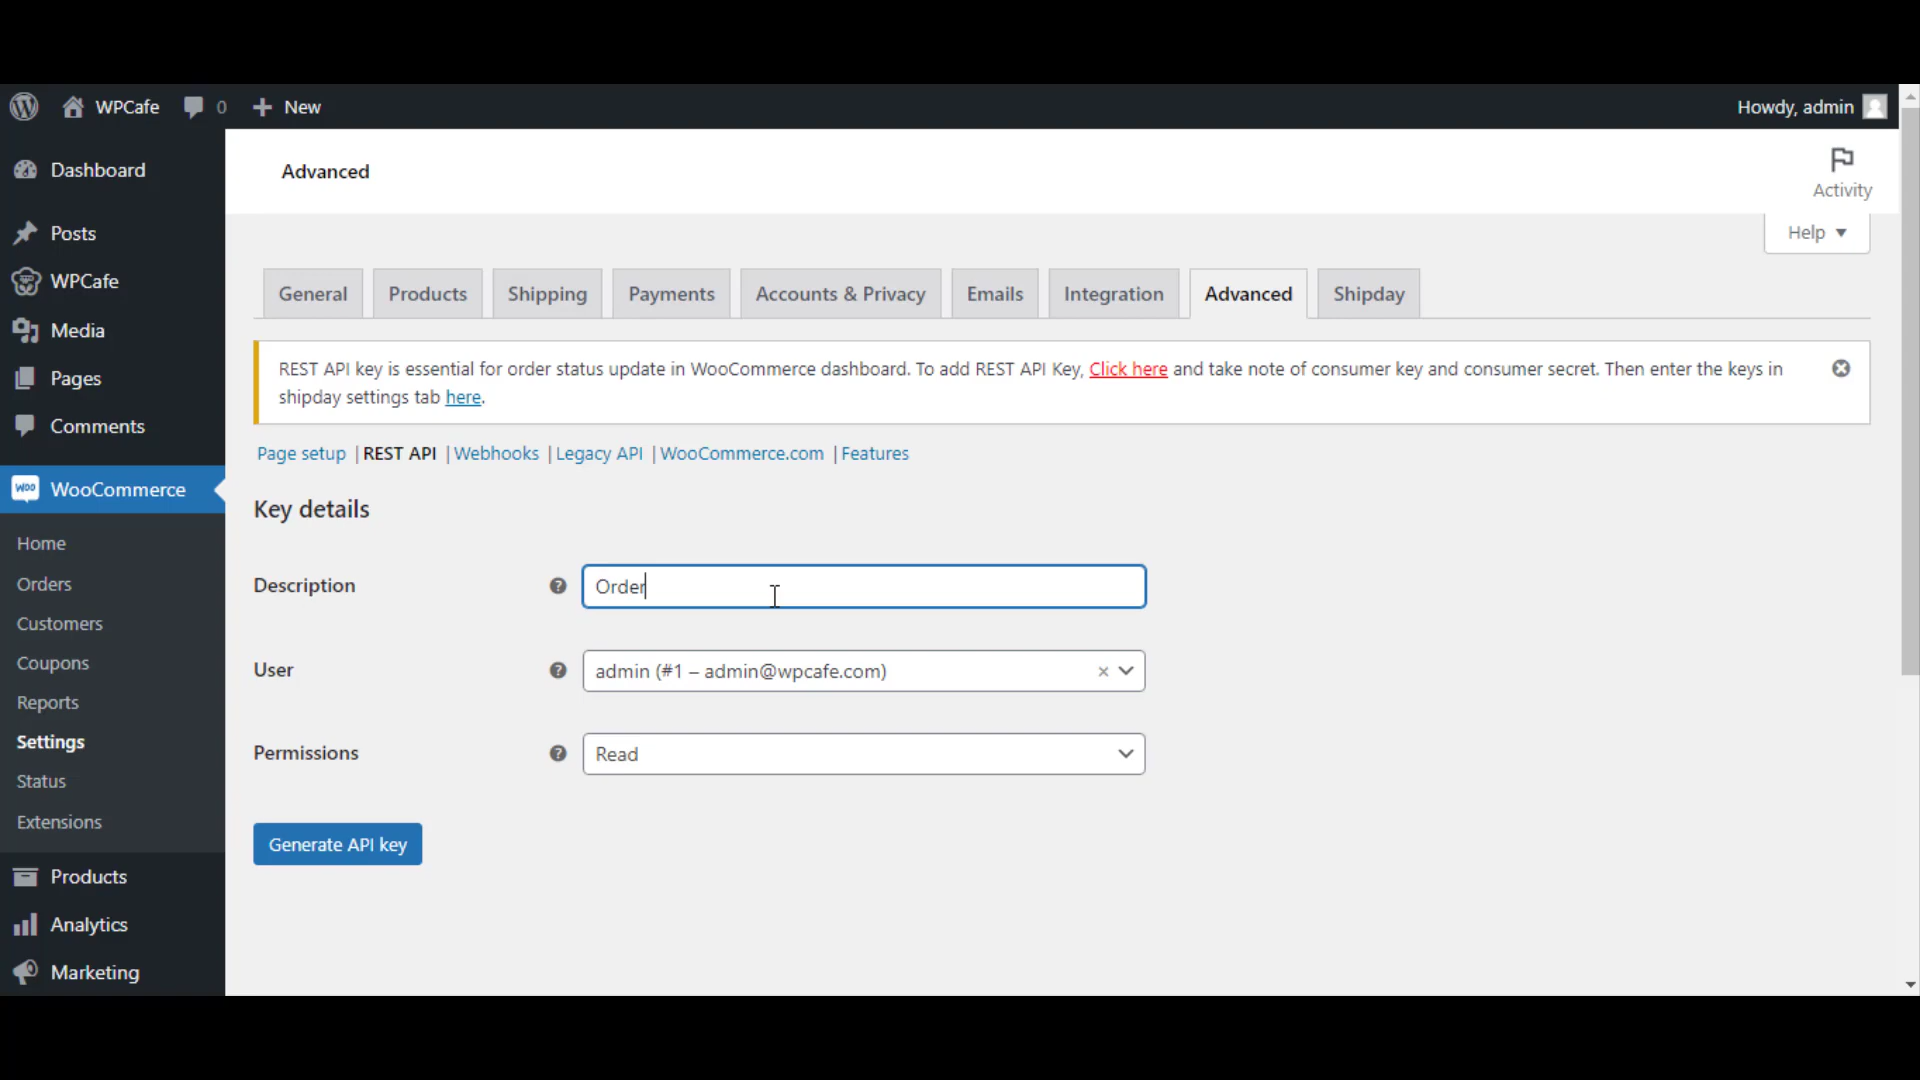 WPCafe 0 New Howdy, admin
Dashboard
Posts
WPCafe
Media
Pages
Comments
woo WooCommerce
Home
Orders
Customers
Coupons
Reports
Settings
Status
Extensions
Products
Analytics
Marketing
Advanced
Activity
Help
General Products Shipping Payments Accounts & Privacy Emails Integration Advanced Shipday
REST API key is essential for order status update in WooCommerce dashboard. To add REST API Key, Click here and take note of consumer key and consumer secret. Then enter the keys in
shipday settings tab here.
Page setup | REST API | Webhooks | Legacy API | WooCommerce.com | Features
Key details
Description ? Order
User ? admin (#1 – admin@wpcafe.com) ×
Permissions ? Read
Generate API key